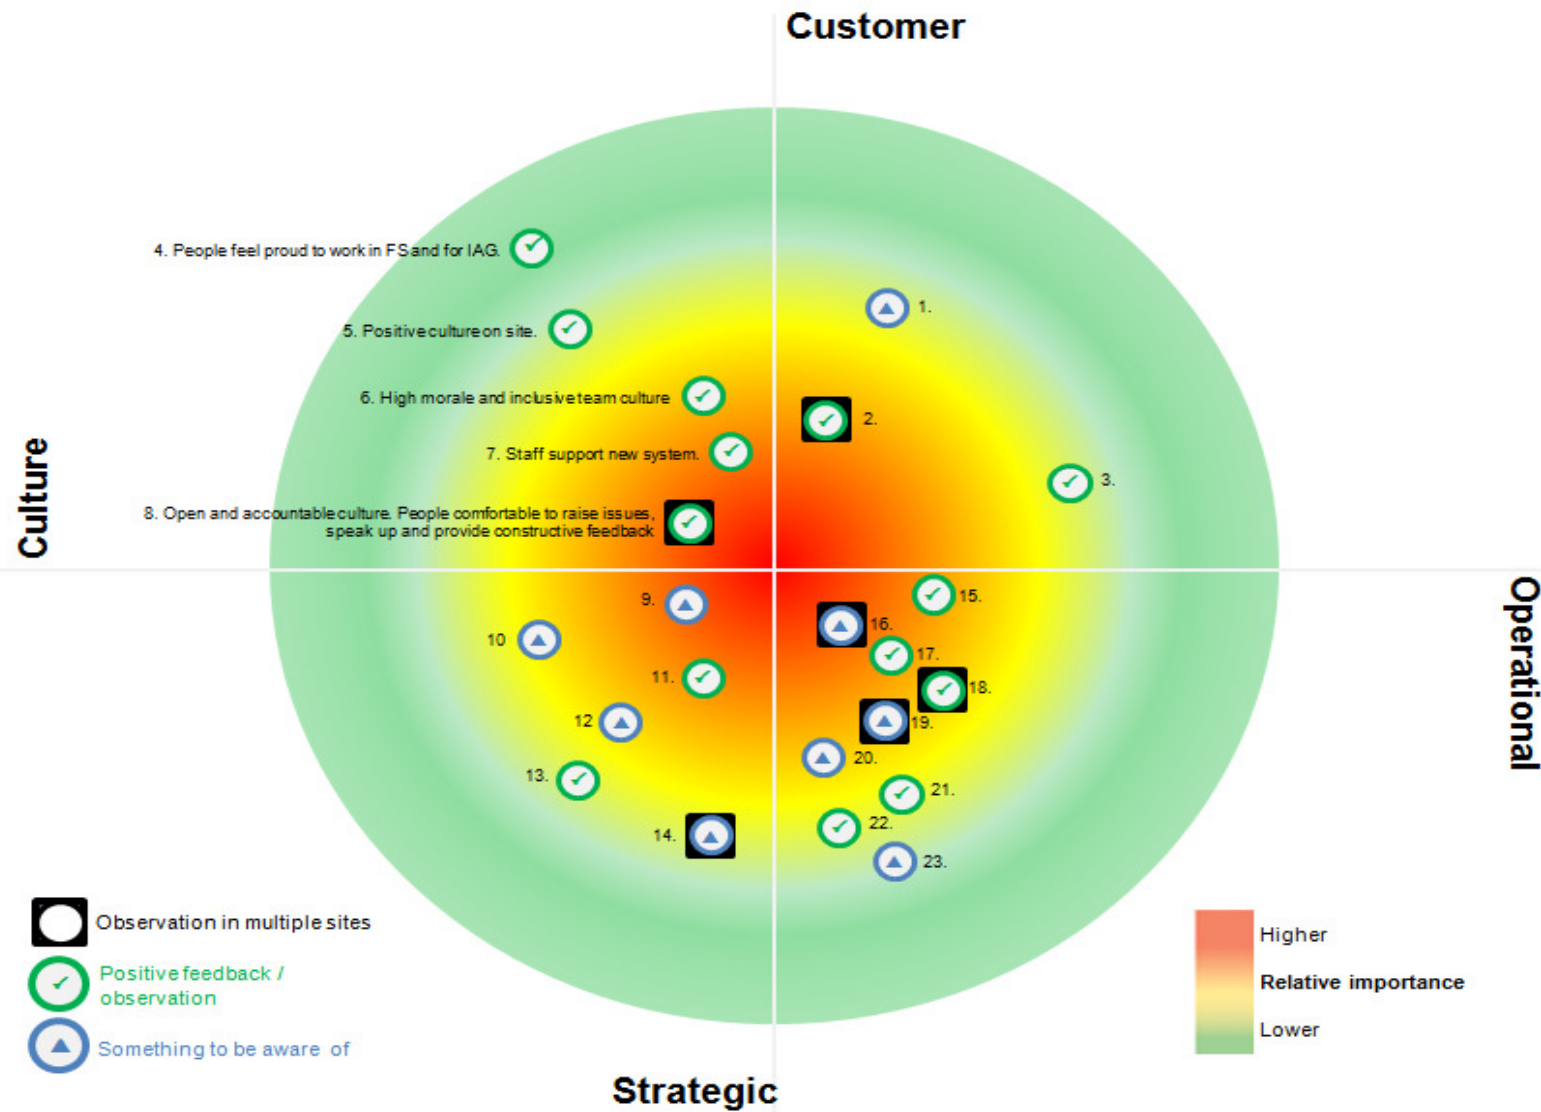 Customer
4. People feel proud to work in FS and for IAG.
1.
5. Positive culture on site.
6. High morale and inclusive team culture
2.
7. Staff support new system.
3.
8. Open and accountable culture. People comfortable to raise issues,
speak up and provide constructive feedback
Culture
Operational
9.
15.
16.
10
17.
11.
18.
12
19.
20.
13.
21.
22.
14.
23.
Observation in multiple sites
Positive feedback /
observation
Something to be aware of
Higher
Relative importance
Lower
Strategic